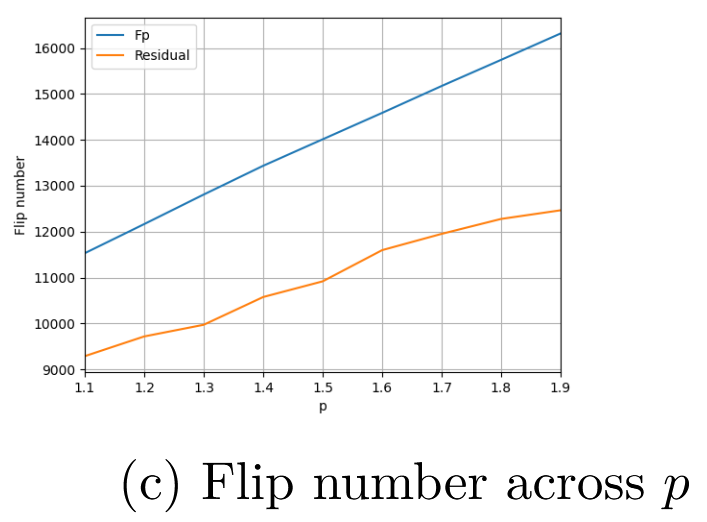 Fp
Residual
16000
15000
14000
13000
12000
11000
10000
9000
Flip number
1.1 1.2 1.3 1.4 1.5 1.6 1.7 1.8 1.9
p
(c) Flip number across p